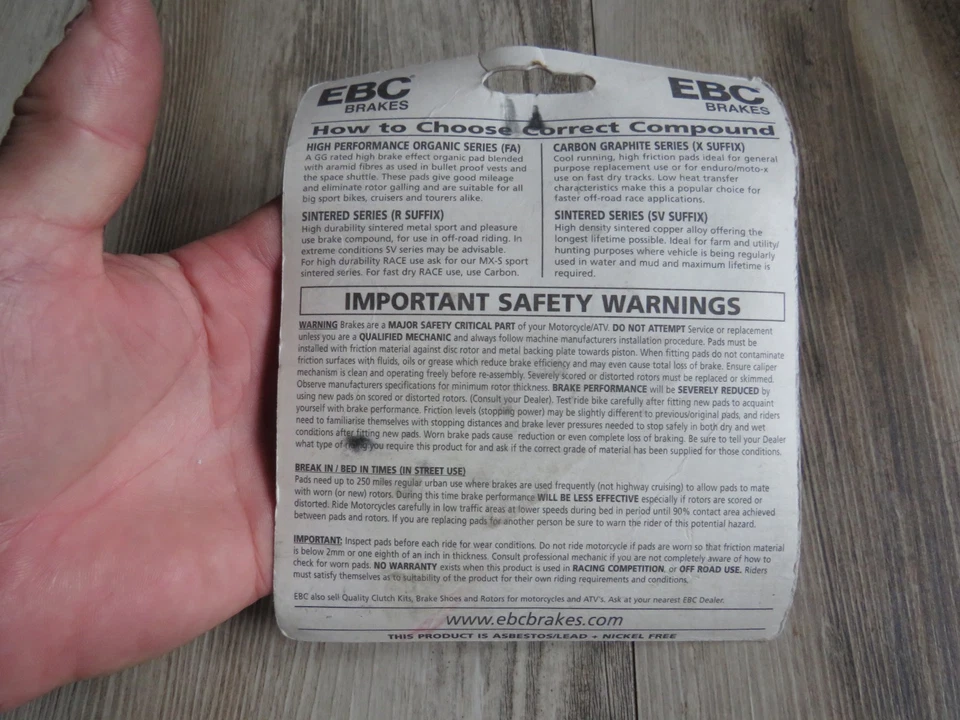 EBC BRAKES
EBC BRAKES
How to Choose Correct Compound
HIGH PERFORMANCE ORGANIC SERIES (FA)
A GG rated high brake effect organic pad blended
with aramid fibres as used in bullet proof vests and
the space shuttle. These pads give good mileage
and eliminate rotor galling and are suitable for all
big sport bikes, cruisers and tourers alike.
SINTERED SERIES (R SUFFIX)
High durability sintered metal sport and pleasure
use brake compound, for use in off-road riding. In
extreme conditions SV series may be advisable.
For high durability RACE use ask for our MX-S sport
sintered series. For fast dry RACE use, use Carbon.
CARBON GRAPHITE SERIES (X SUFFIX)
Cool running, high friction pads ideal for general
purpose replacement use or for enduro/moto-x
use on fast dry tracks. Low heat transfer
characteristics make this a popular choice for
faster off-road race applications.
SINTERED SERIES (SV SUFFIX)
High density sintered copper alloy offering the
longest lifetime possible. Ideal for farm and utility/
hunting purposes where vehicle is being regularly
used in water and mud and maximum lifetime is
required.
IMPORTANT SAFETY WARNINGS
WARNING Brakes are a MAJOR SAFETY CRITICAL PART of your Motorcycle/ATV. DO NOT ATTEMPT Service or replacement
unless you are a QUALIFIED MECHANIC and always follow machine manufacturers installation procedure. Pads must be
installed with friction material against disc rotor and metal backing plate towards piston. When fitting pads do not contaminate
friction surfaces with fluids, oils or grease which reduce brake efficiency and may even cause total loss of brake. Ensure caliper
mechanism is clean and operating freely before re-assembly. Severely scored or distorted rotors must be replaced or skimmed.
Observe manufacturers specifications for minimum rotor thickness. BRAKE PERFORMANCE will be SEVERELY REDUCED by
using new pads on scored or distorted rotors. (Consult your Dealer). Test ride bike carefully after fitting new pads to acquaint
yourself with brake performance. Friction levels (stopping power) may be slightly different to previous/original pads, and riders
need to familiarise themselves with stopping distances and brake lever pressures needed to stop safely in both dry and wet
conditions after fitting new pads. Worn brake pads cause reduction or even complete loss of braking. Be sure to tell your Dealer
what type of you require this product for and ask if the correct grade of material has been supplied for those conditions.
BREAK IN / BED IN TIMES (IN STREET USE)
Pads need up to 250 miles regular urban use where brakes are used frequently (not highway cruising) to allow pads to mate
with worn (or new) rotors. During this time brake performance WILL BE LESS EFFECTIVE especially if rotors are scored or
distorted. Ride Motorcycles carefully in low traffic areas at lower speeds during bed in period until 90% contact area achieved
between pads and rotors. If you are replacing pads for another person be sure to warn the rider of this potential hazard.
IMPORTANT: Inspect pads before each ride for wear conditions. Do not ride motorcycle if pads are worn so that friction material
is below 2mm or one eighth of an inch in thickness. Consult professional mechanic if you are not completely aware of how to
check for worn pads. NO WARRANTY exists when this product is used in RACING COMPETITION, or OFF ROAD USE. Riders
must satisfy themselves as to suitability of the product for their own riding requirements and conditions.
EBC also sell Quality Clutch Kits, Brake Shoes and Rotors for motorcycles and ATV's. Ask at your nearest EBC Dealer.
www.ebcbrakes.com
THIS PRODUCT IS ASBESTOS/LEAD + NICKEL FREE